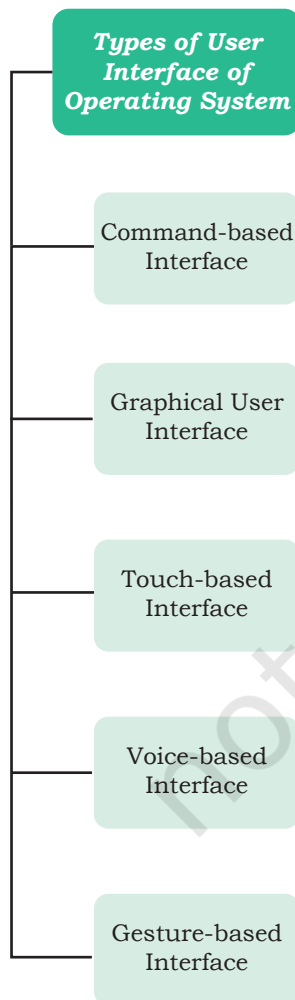 Types of User
Interface of
Operating System
Command-based
Interface
Graphical User
Interface
Touch-based
Interface
not
Voice-based
Interface
Gesture-based
Interface